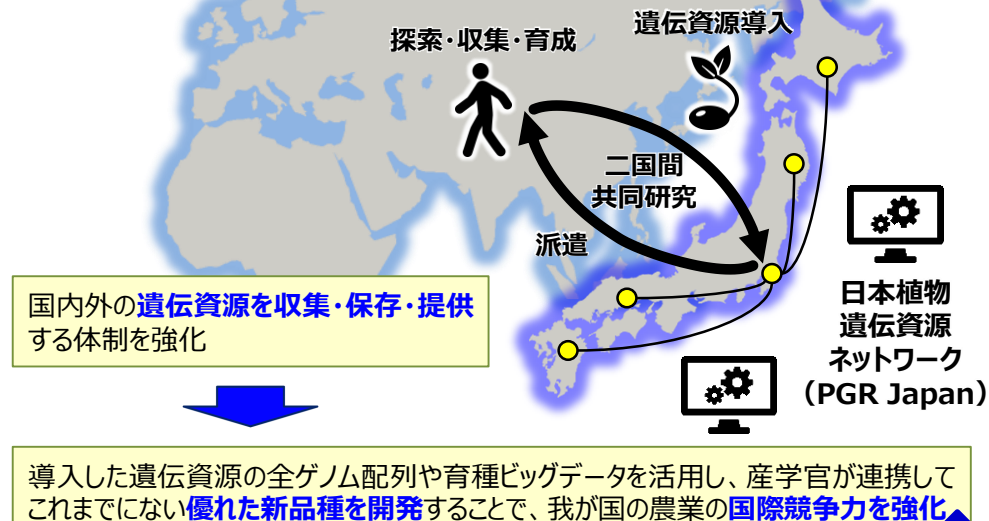 探索・収集・育成
遺伝資源導入
二国間
共同研究
派遣
日本植物
遺伝資源
ネットワーク
（PGR Japan）
国内外の遺伝資源を収集・保存・提供
する体制を強化
導入した遺伝資源の全ゲノム配列や育種ビッグデータを活用し、産学官が連携して
これまでにない優れた新品種を開発することで、我が国の農業の国際競争力を強化